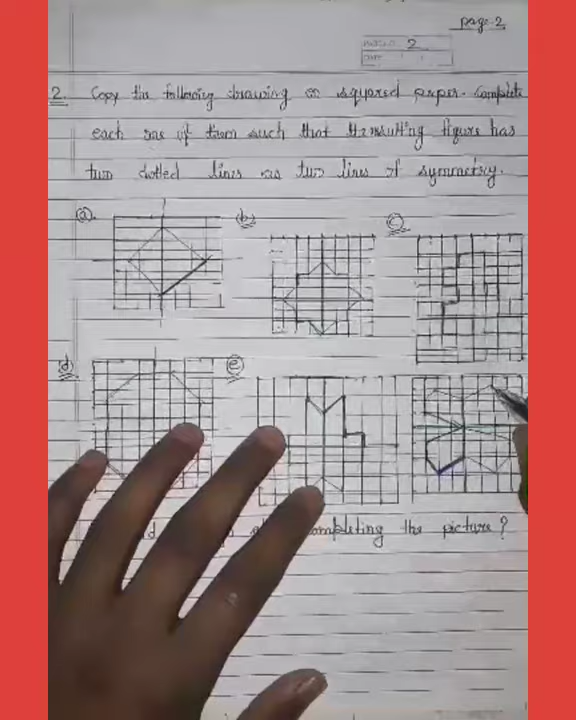 page-2
2
2. Copy the following drawing on squared paper. Complete
each one of them such that the resulting figure has
two dotted lines as two lines of symmetry.
a b c
d e
completing the picture?